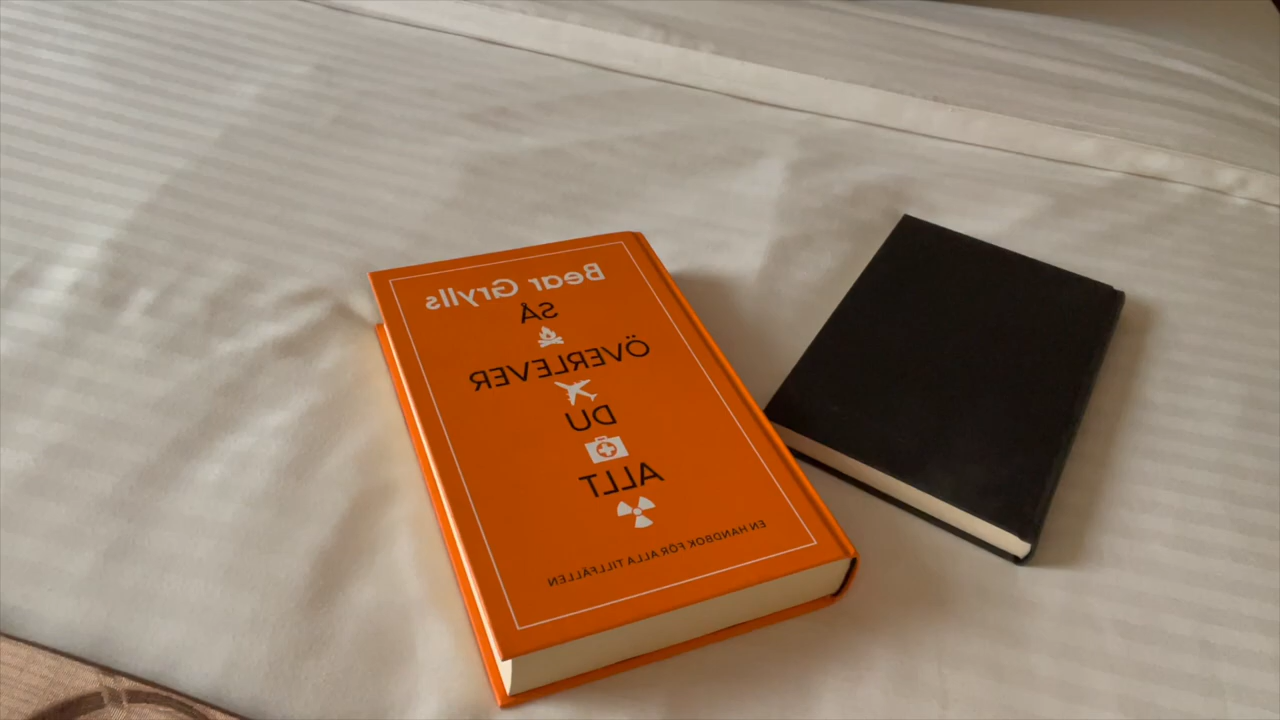 Bear Grylls
SÅ
ÖVERLEVER
DU
ALLT
EN HANDBOK FÖR ALLA TILLFÄLLEN